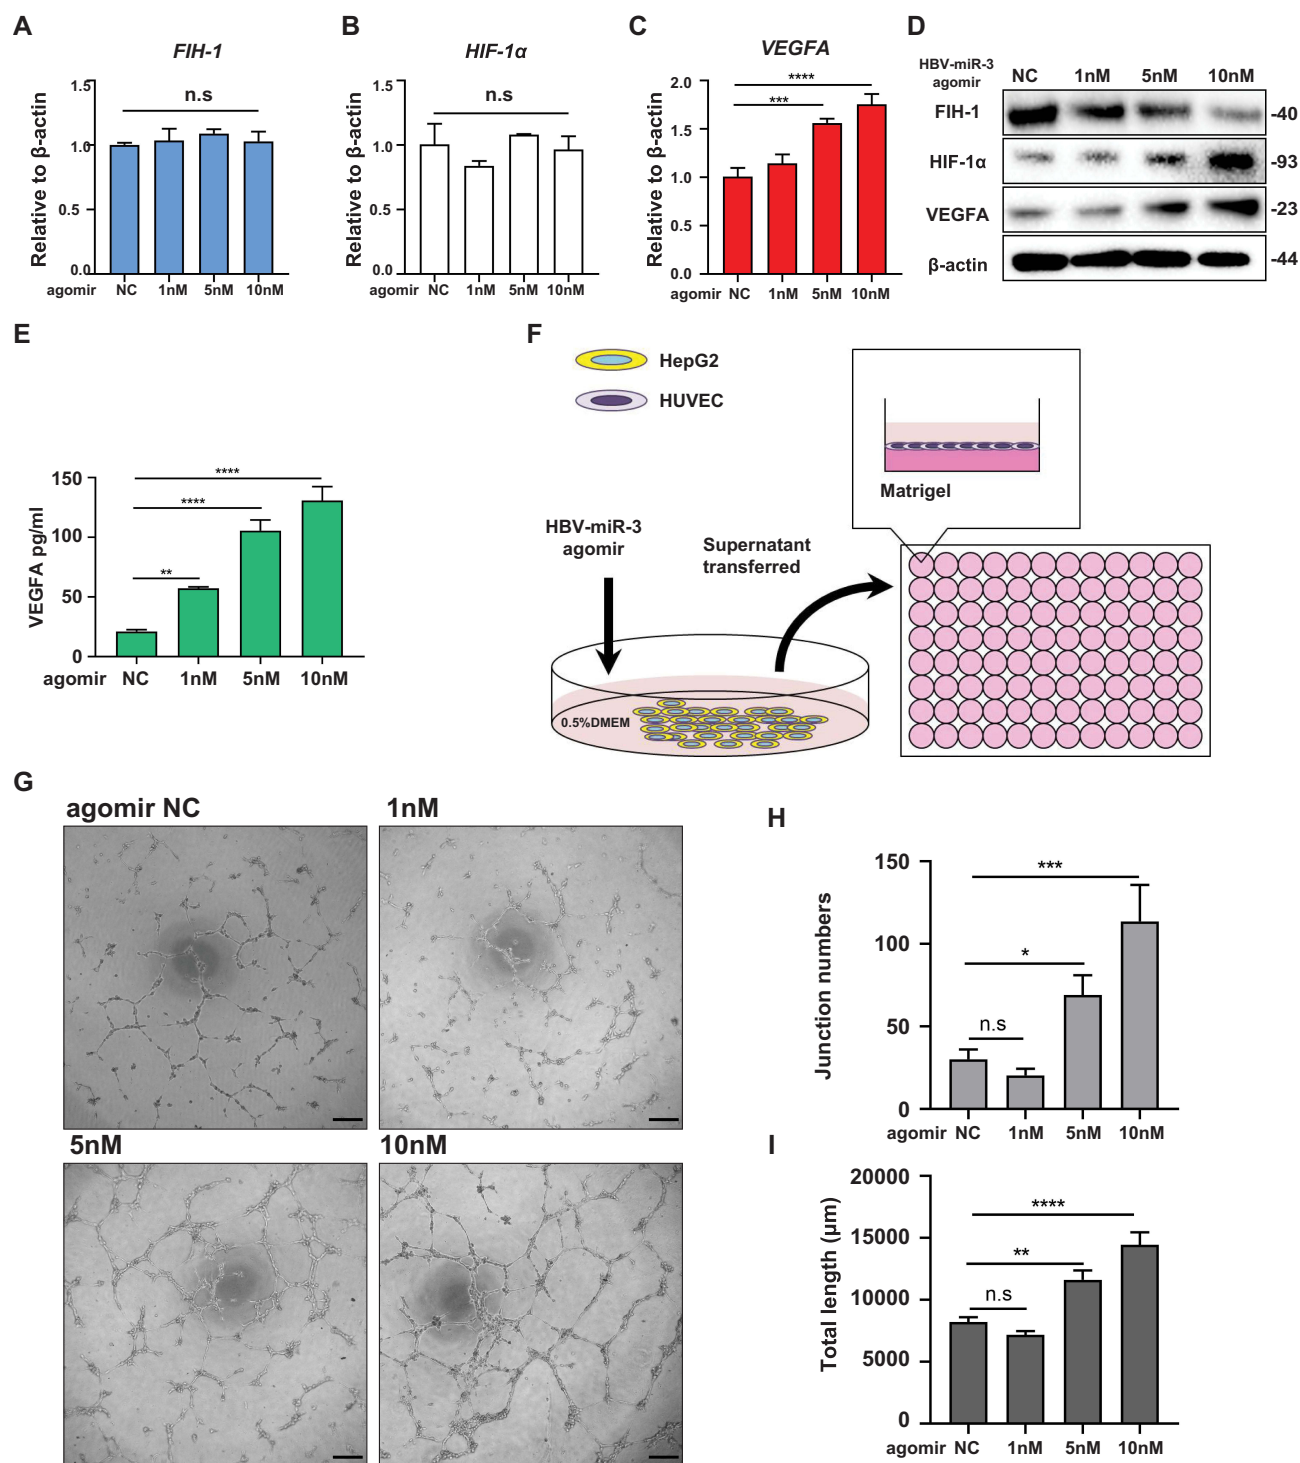 A
FIH-1
Relative to β-actin
1.5
1.0
0.5
0.0
n.s
agomir NC 1nM 5nM 10nM
B
HIF-1α
Relative to β-actin
1.5
1.0
0.5
0.0
n.s
agomir NC 1nM 5nM 10nM
C
VEGFA
Relative to β-actin
2.0
1.5
1.0
0.5
0.0
****
***
agomir NC 1nM 5nM 10nM
D
HBV-miR-3
agomir
NC 1nM 5nM 10nM
FIH-1 -40
HIF-1α -93
VEGFA -23
β-actin -44
E
VEGFA pg/ml
150
100
50
0
****
****
**
agomir NC 1nM 5nM 10nM
F
HepG2
HUVEC
Matrigel
HBV-miR-3
agomir
Supernatant
transferred
0.5%DMEM
G
agomir NC
1nM
5nM
10nM
H
Junction numbers
150
100
50
0
***
*
n.s
agomir NC 1nM 5nM 10nM
I
Total length (μm)
20000
15000
10000
5000
0
****
**
n.s
agomir NC 1nM 5nM 10nM